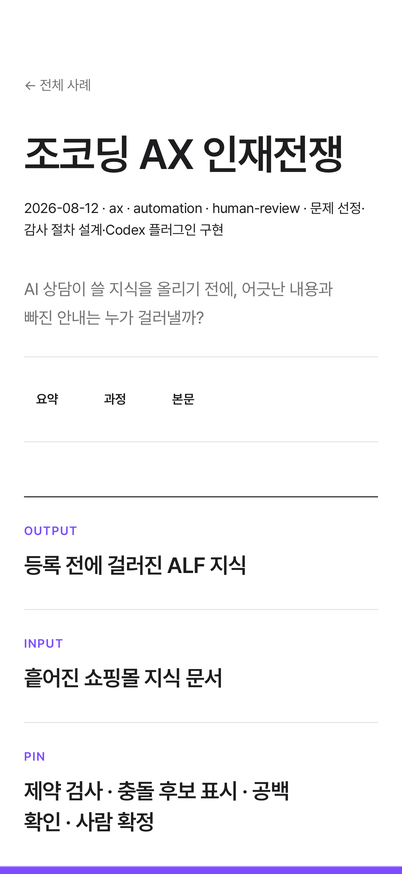 ← 전체 사례
조코딩 AX 인재전쟁
2026-08-12 · ax · automation · human-review · 문제 선정·
감사 절차 설계·Codex 플러그인 구현
AI 상담이 쓸 지식을 올리기 전에, 어긋난 내용과
빠진 안내는 누가 걸러낼까?
요약 과정 본문
OUTPUT
등록 전에 걸러진 ALF 지식
INPUT
흩어진 쇼핑몰 지식 문서
PIN
제약 검사 · 충돌 후보 표시 · 공백
확인 · 사람 확정